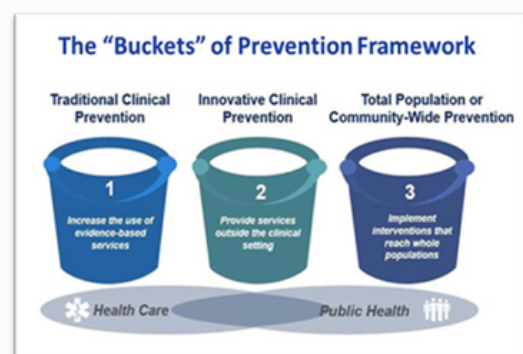 The "Buckets" of Prevention Framework
Traditional Clinical
Prevention
Innovative Clinical
Prevention
Total Population or
Community-Wide Prevention
1
Increase the use of
evidence-based
services
2
Provide services
outside the clinical
setting
3
Implement
interventions that
reach whole
populations
Health Care
Public Health